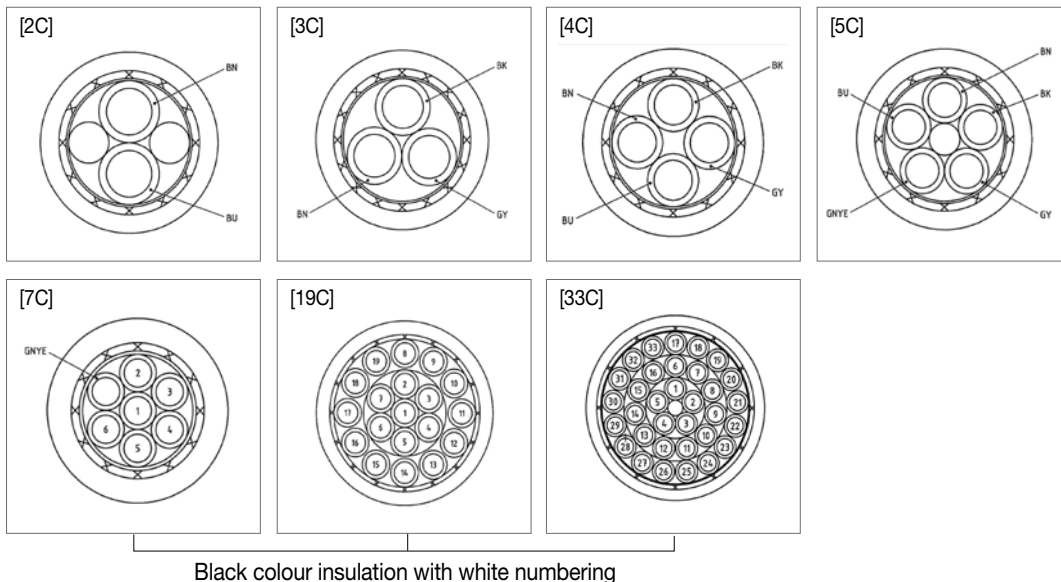 [2C]
BN
BU
[3C]
BK
BN
GY
[4C]
BN
BK
BU
GY
[5C]
BN
BU
BK
GNYE
GY
[7C]
GNYE
2
3
1
6
4
5
[19C]
8
19
9
18
2
10
7
3
17
1
11
6
4
16
5
12
15
13
14
[33C]
33
17
18
32
6
19
16
7
31
1
20
15
8
30
5
2
21
14
9
29
4
3
22
13
10
28
12
11
23
27
24
26
25
Black colour insulation with white numbering